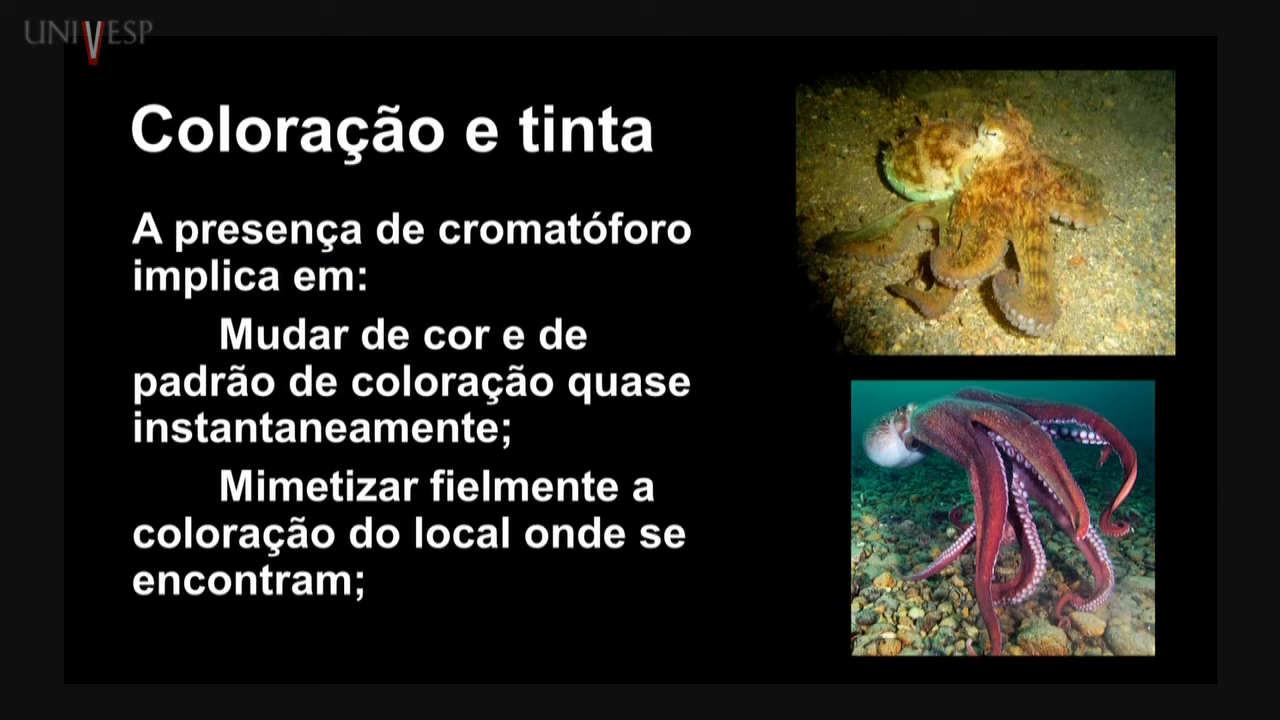 UNIVESP
Coloração e tinta
A presença de cromatóforo
implica em:
Mudar de cor e de
padrão de coloração quase
instantaneamente;
Mimetizar fielmente a
coloração do local onde se
encontram;